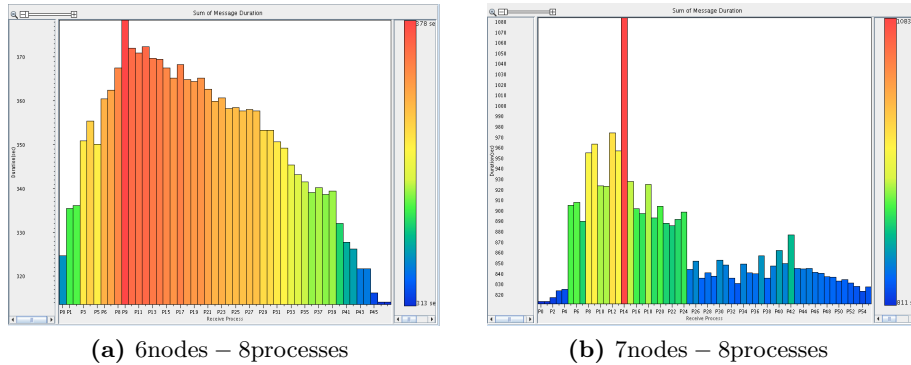 Sum of Message Duration
378 se
370
360
350
340
330
320
Duration(sec)
313 se
P0 P1 P3 P5 P6 P8 P9 P11 P13 P15 P17 P19 P21 P23 P25 P27 P29 P31 P33 P35 P37 P39 P41 P43 P45
Receive Process
(a) 6nodes – 8processes
Sum of Message Duration
1083
1080
1070
1060
1050
1040
1030
1020
1010
1000
990
980
970
960
950
940
930
920
910
900
890
880
870
860
850
840
830
820
Duration(sec)
811 se
P0 P2 P4 P6 P8 P10 P12 P14 P16 P18 P20 P22 P24 P26 P28 P30 P32 P34 P36 P38 P40 P42 P44 P46 P48 P50 P52 P54
Receive Process
(b) 7nodes – 8processes